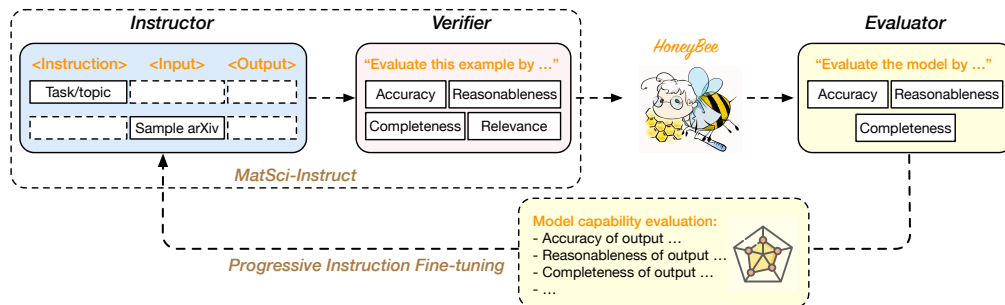 Instructor
Verifier
HoneyBee
Evaluator
<Instruction> <Input> <Output>
Task/topic
Sample arXiv
“Evaluate this example by ...”
Accuracy Reasonableness
Completeness Relevance
“Evaluate the model by ...”
Accuracy Reasonableness
Completeness
MatSci-Instruct
Model capability evaluation:
- Accuracy of output ...
- Reasonableness of output ...
- Completeness of output ...
- ...
Progressive Instruction Fine-tuning